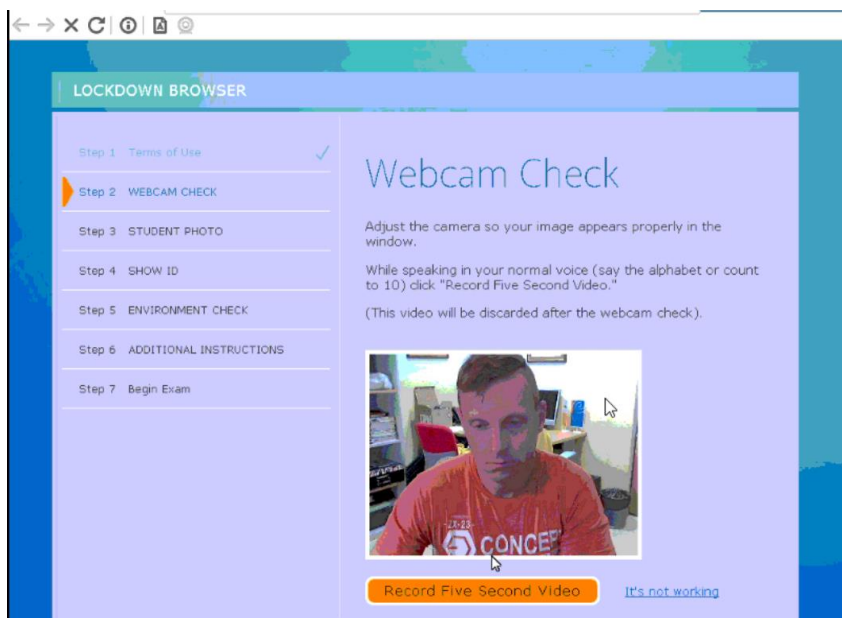 LOCKDOWN BROWSER
Step 1 Terms of Use
Step 2 WEBCAM CHECK
Step 3 STUDENT PHOTO
Step 4 SHOW ID
Step 5 ENVIRONMENT CHECK
Step 6 ADDITIONAL INSTRUCTIONS
Step 7 Begin Exam
Webcam Check
Adjust the camera so your image appears properly in the
window.
While speaking in your normal voice (say the alphabet or count
to 10) click "Record Five Second Video."
(This video will be discarded after the webcam check).
CONCEP
Record Five Second Video
It's not working